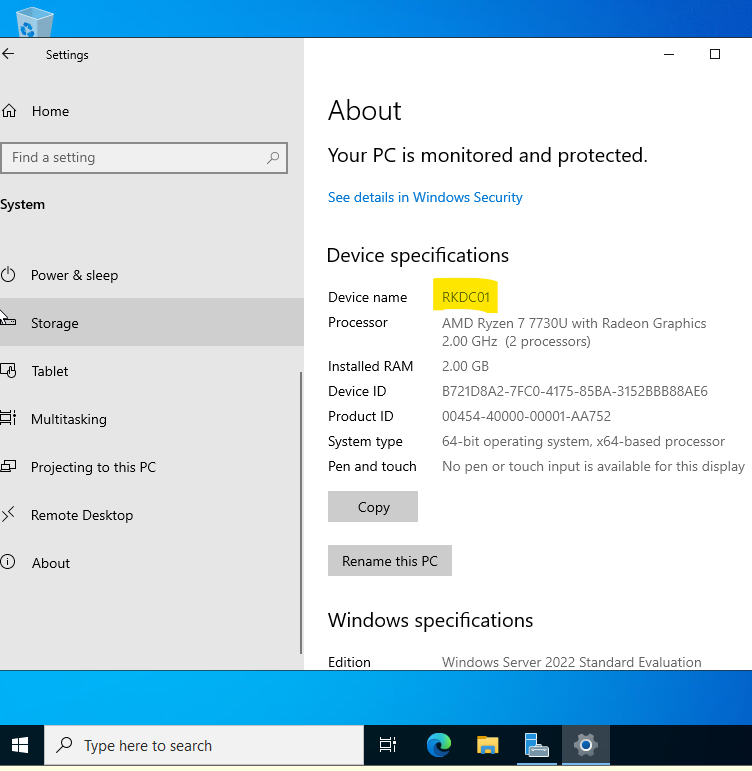 Settings
Home
Find a setting
System
Power & sleep
Storage
Tablet
Multitasking
Projecting to this PC
Remote Desktop
About
About
Your PC is monitored and protected.
See details in Windows Security
Device specifications
Device name RKDC01
Processor AMD Ryzen 7 7730U with Radeon Graphics
2.00 GHz (2 processors)
Installed RAM 2.00 GB
Device ID B721D8A2-7FC0-4175-85BA-3152BBB88AE6
Product ID 00454-40000-00001-AA752
System type 64-bit operating system, x64-based processor
Pen and touch No pen or touch input is available for this display
Copy
Rename this PC
Windows specifications
Edition Windows Server 2022 Standard Evaluation
Type here to search